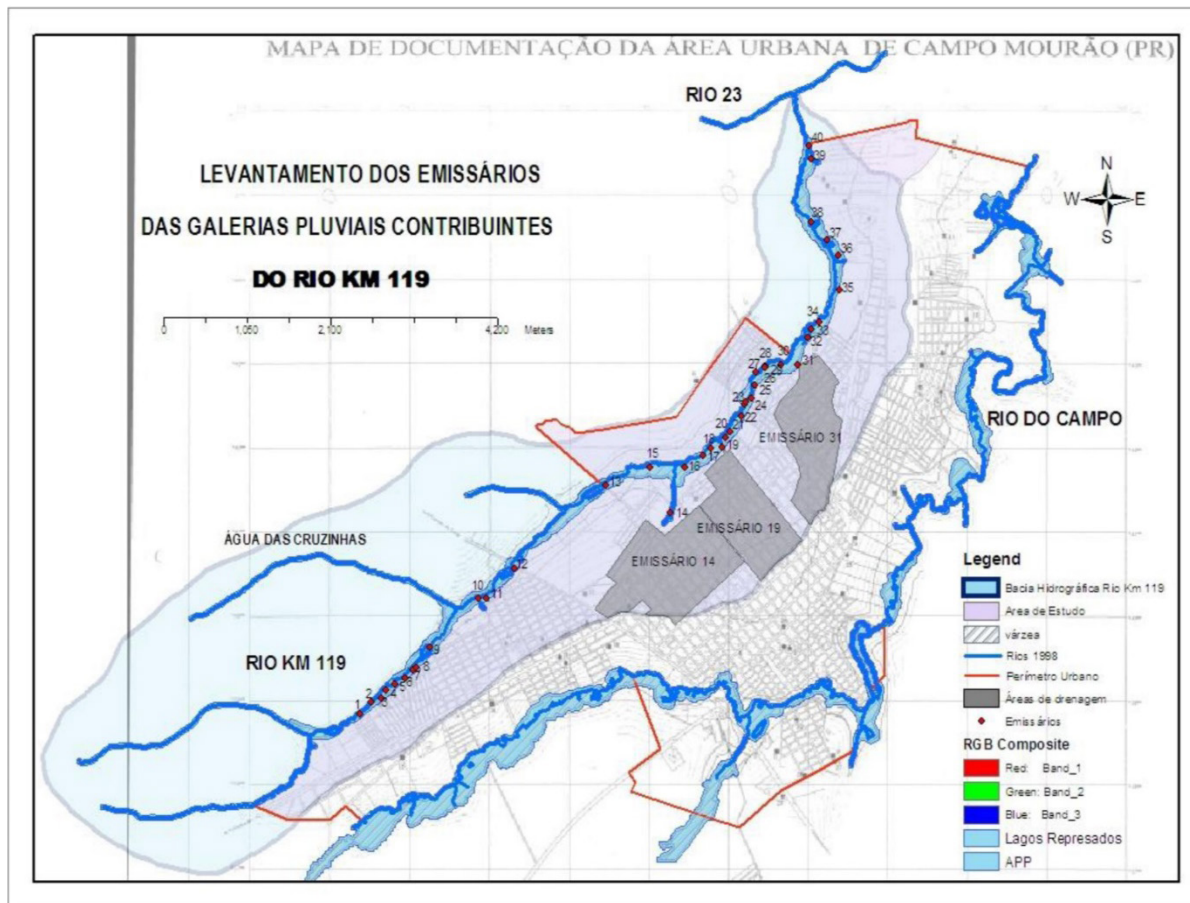 MAPA DE DOCUMENTAÇÃO DA ÁREA URBANA DE CAMPO MOURÃO (PR)
RIO 23
LEVANTAMENTO DOS EMISSÁRIOS
DAS GALERIAS PLUVIAIS CONTRIBUINTES
DO RIO KM 119
0 1,050 2,100 4,200 Meters
N
W E
S
40
39
38
37
36
35
34
33
32
31
30
29
28
27
26
25
24
23
22
21
20
19
18
17
16
15
14
13
12
11
10
9
8
7
6
5
4
3
2
1
EMISSÁRIO 31
EMISSÁRIO 19
EMISSÁRIO 14
RIO DO CAMPO
ÁGUA DAS CRUZINHAS
RIO KM 119
Legend
Bacia Hidrográfica Rio Km 119
Area de Estudo
várzea
Rios 1998
Perímetro Urbano
Áreas de drenagem
Emissários
RGB Composite
Red: Band_1
Green: Band_2
Blue: Band_3
Lagos Represados
APP